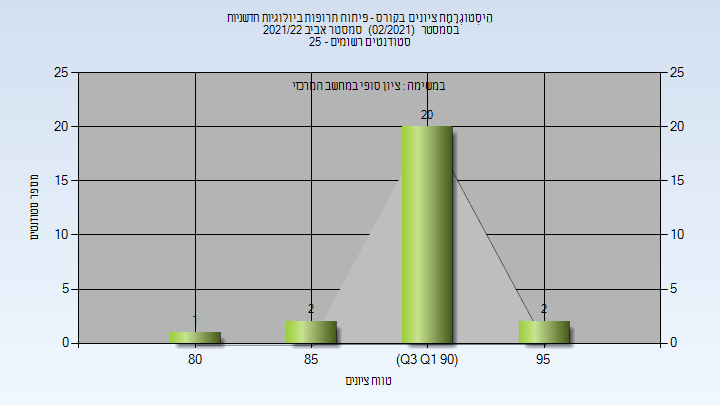 היסטוגרמת ציונים בקורס - פיתוח תרופות ביולוגיות חדשניות
בסמסטר (02/2021) סמסטר אביב 2021/22
סטודנטים רשומים - 25
במשימה : ציון סופי במחשב המרכזי
25 25
20 20
15 15
10 10
5 5
0 0
20
1
2
2
80 85 (Q3 Q1 90) 95
מספר סטודנטים
טווח ציונים